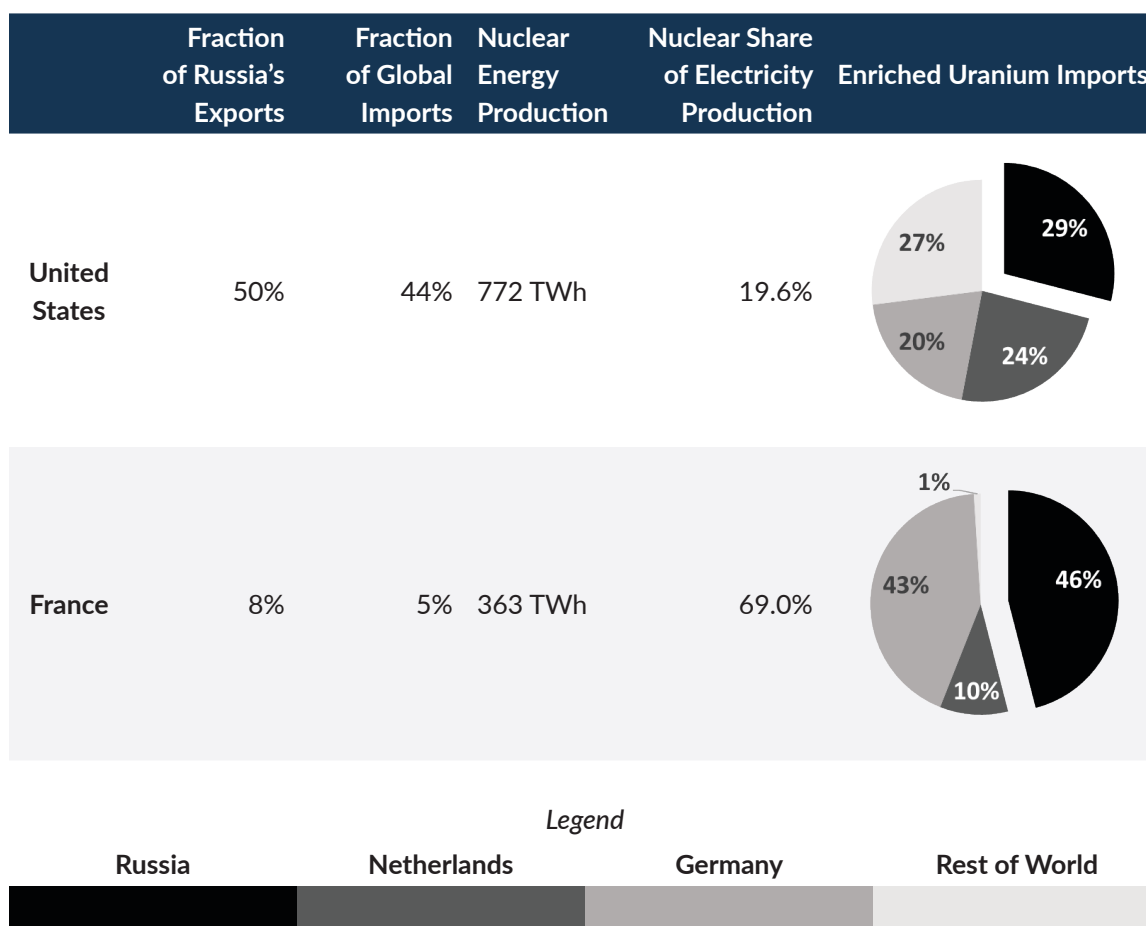 Fraction of Russia's Exports
Fraction of Global Imports
Nuclear Energy Production
Nuclear Share of Electricity Production
Enriched Uranium Imports
United States
50%
44%
772 TWh
19.6%
29%
24%
20%
27%
France
8%
5%
363 TWh
69.0%
46%
10%
43%
1%
Legend
Russia
Netherlands
Germany
Rest of World